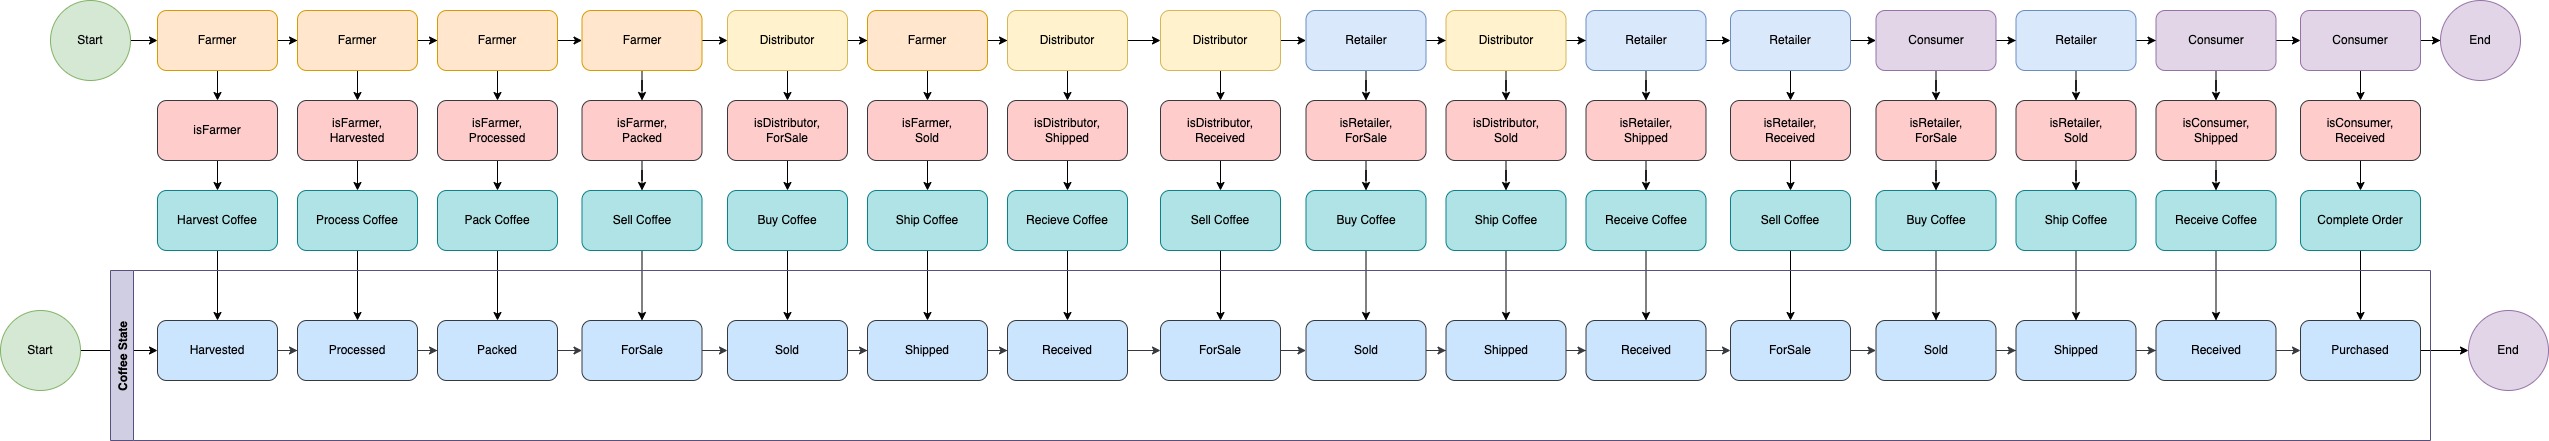 Start
Farmer
Farmer
Farmer
Farmer
Distributor
Farmer
Distributor
Distributor
Retailer
Distributor
Retailer
Retailer
Consumer
Retailer
Consumer
Consumer
End
isFarmer
isFarmer,
Harvested
isFarmer,
Processed
isFarmer,
Packed
isDistributor,
ForSale
isFarmer,
Sold
isDistributor,
Shipped
isDistributor,
Received
isRetailer,
ForSale
isDistributor,
Sold
isRetailer,
Shipped
isRetailer,
Received
isRetailer,
ForSale
isRetailer,
Sold
isConsumer,
Shipped
isConsumer,
Received
Harvest Coffee
Process Coffee
Pack Coffee
Sell Coffee
Buy Coffee
Ship Coffee
Recieve Coffee
Sell Coffee
Buy Coffee
Ship Coffee
Receive Coffee
Sell Coffee
Buy Coffee
Ship Coffee
Receive Coffee
Complete Order
Start
Coffee State
Harvested
Processed
Packed
ForSale
Sold
Shipped
Received
ForSale
Sold
Shipped
Received
ForSale
Sold
Shipped
Received
Purchased
End